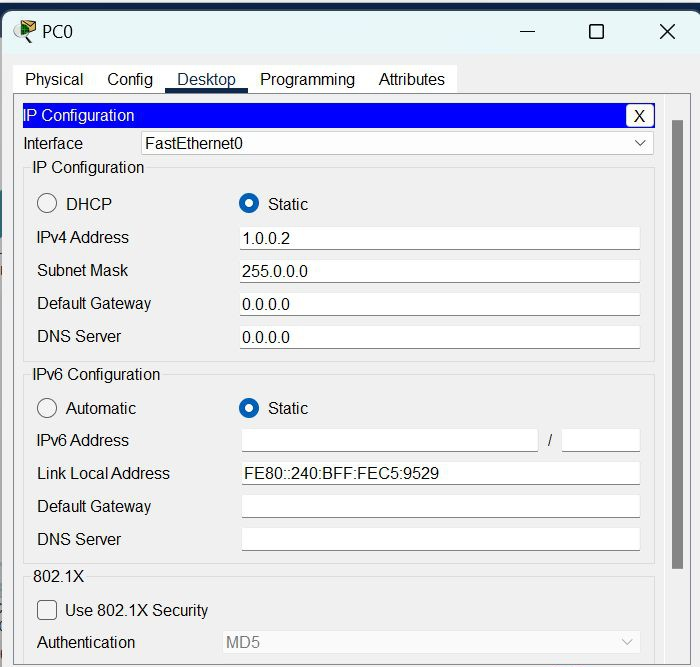 PC0
Physical Config Desktop Programming Attributes
IP Configuration X
Interface FastEthernet0
IP Configuration
DHCP Static
IPv4 Address 1.0.0.2
Subnet Mask 255.0.0.0
Default Gateway 0.0.0.0
DNS Server 0.0.0.0
IPv6 Configuration
Automatic Static
IPv6 Address /
Link Local Address FE80::240:BFF:FEC5:9529
Default Gateway
DNS Server
802.1X
Use 802.1X Security
Authentication MD5